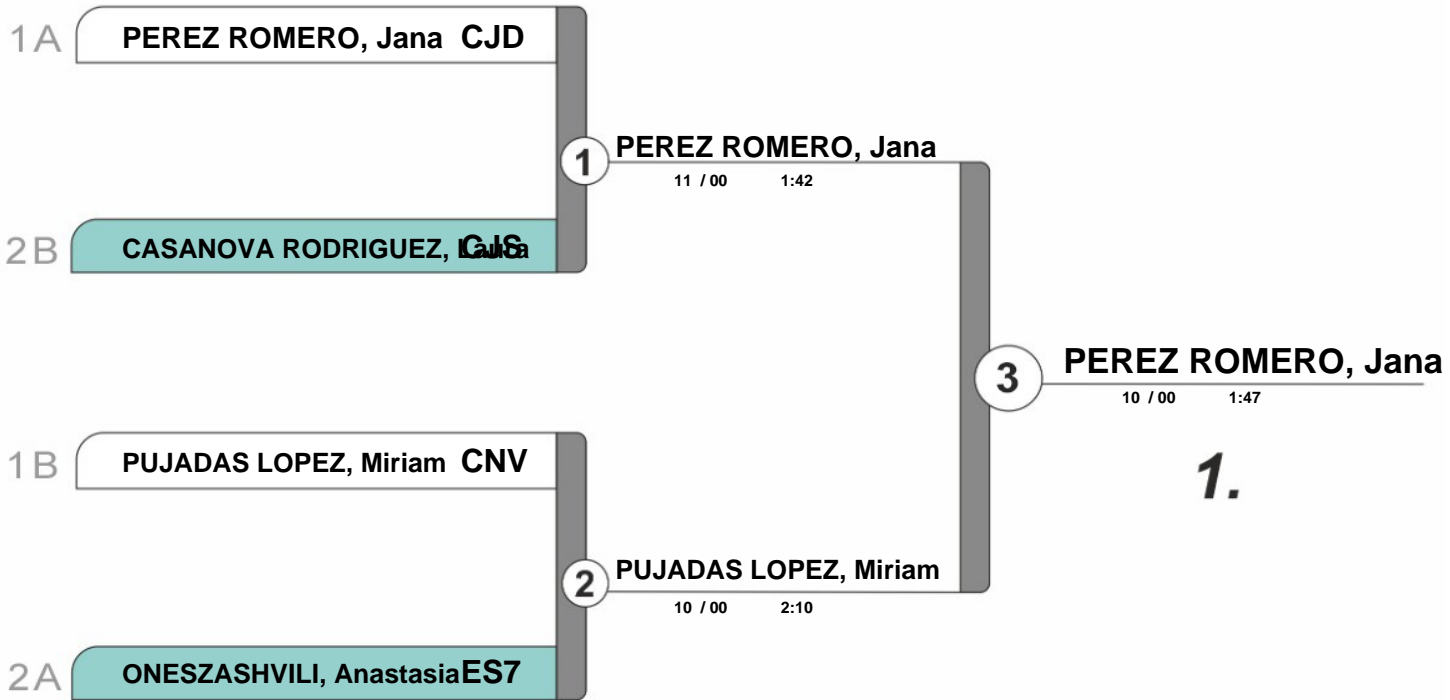 1A PEREZ ROMERO, Jana CJD
1 PEREZ ROMERO, Jana
11 / 00 1:42
2B CASANOVA RODRIGUEZ, Laura CJS
3 PEREZ ROMERO, Jana
10 / 00 1:47
1.
1B PUJADAS LOPEZ, Miriam CNV
2 PUJADAS LOPEZ, Miriam
10 / 00 2:10
2A ONESZASHVILI, Anastasia ES7